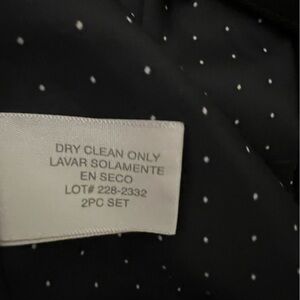 DRY CLEAN ONLY
LAVAR SOLAMENTE
EN SECO
LOT# 228-2332
2PC SET